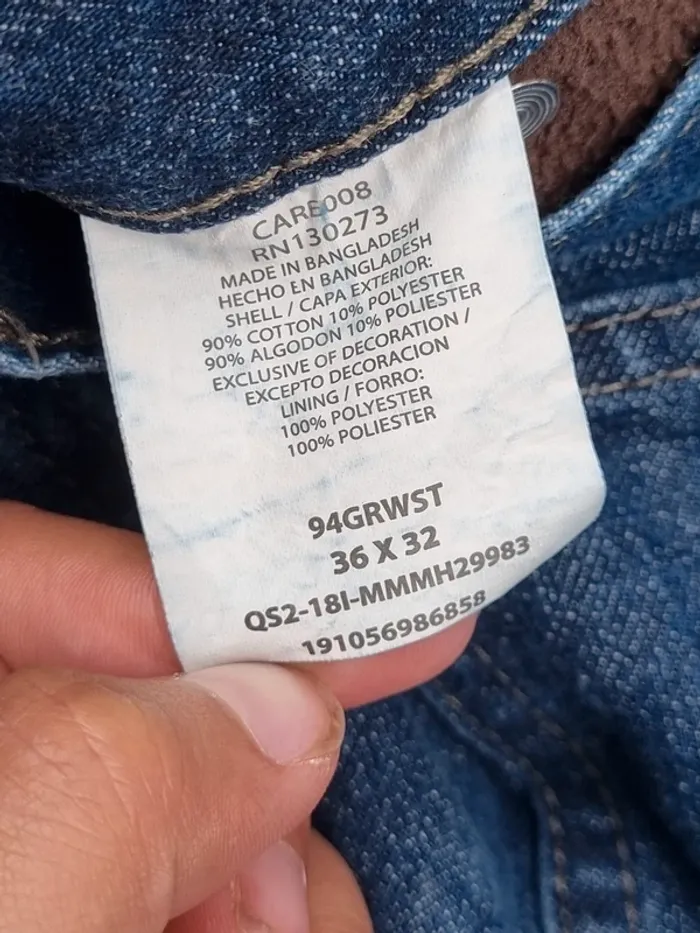 CARE008
RN130273
MADE IN BANGLADESH
HECHO EN BANGLADESH
SHELL / CAPA EXTERIOR:
90% COTTON 10% POLYESTER
90% ALGODON 10% POLIESTER
EXCLUSIVE OF DECORATION /
EXCEPTO DECORACION
LINING / FORRO:
100% POLYESTER
100% POLIESTER
94GRWST
36 X 32
QS2-18I-MMMH29983
191056986858